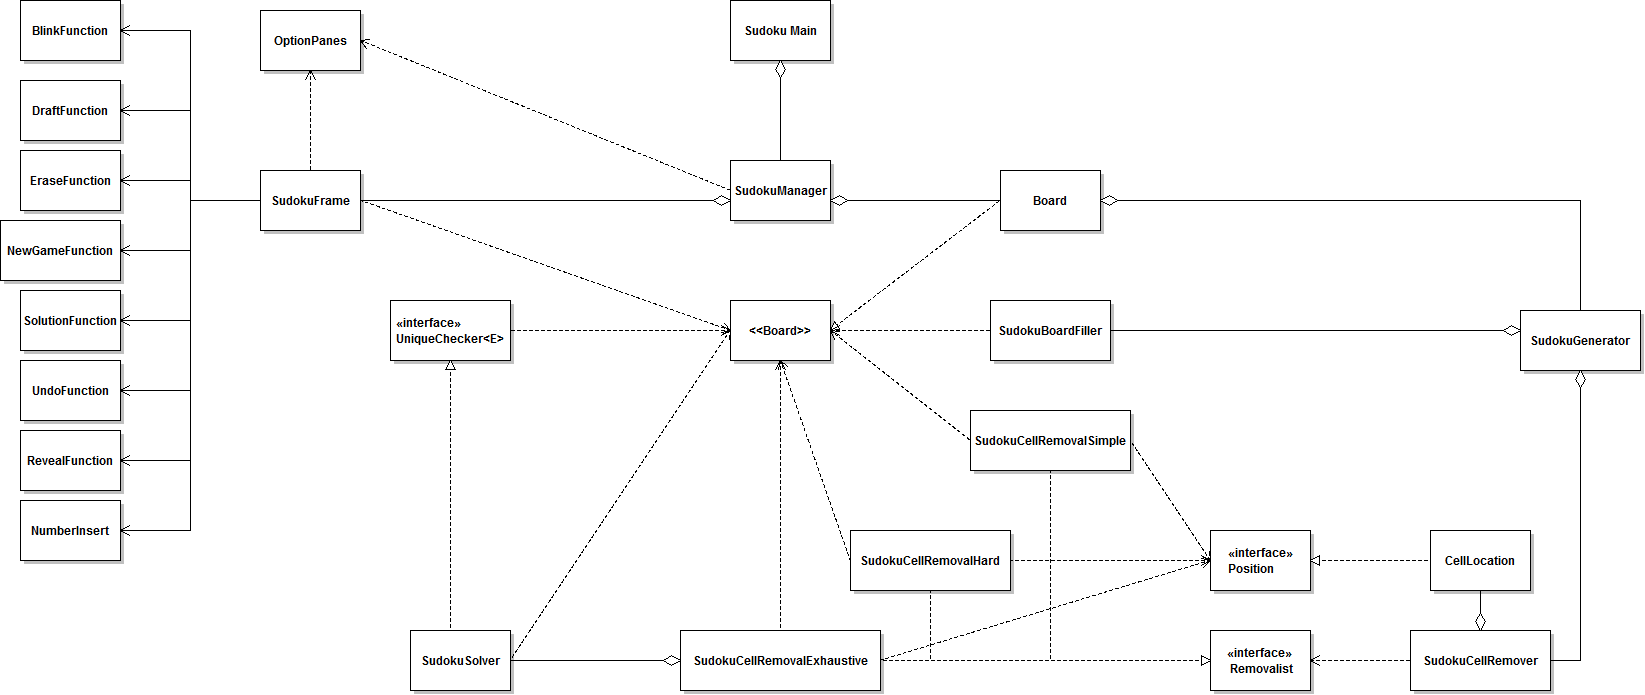 BlinkFunction
OptionPanes
Sudoku Main
DraftFunction
EraseFunction
SudokuFrame
SudokuManager
Board
NewGameFunction
SolutionFunction
«interface»
UniqueChecker<E>
<<Board>>
SudokuBoardFiller
SudokuGenerator
UndoFunction
SudokuCellRemovalSimple
RevealFunction
NumberInsert
SudokuCellRemovalHard
«interface»
Position
CellLocation
SudokuSolver
SudokuCellRemovalExhaustive
«interface»
Removalist
SudokuCellRemover